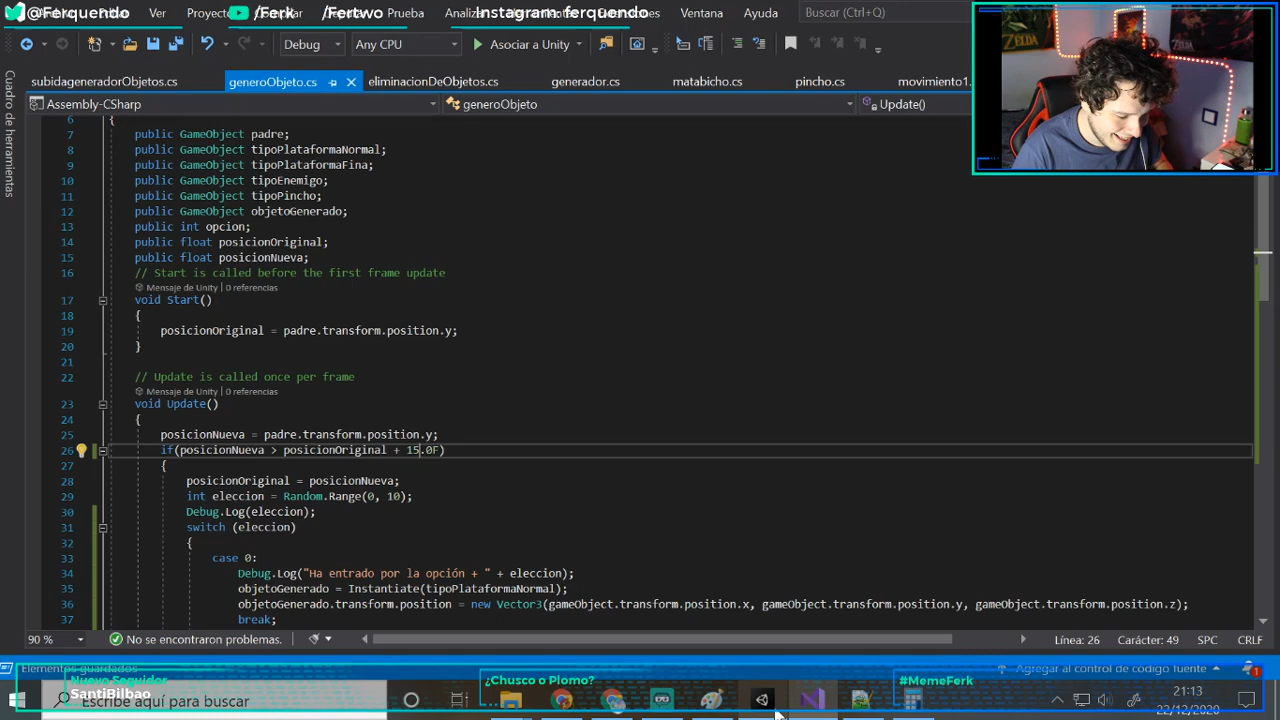 @Ferquendo
/Ferk
/Fertwo
Instagram-ferquendo
Ver
Proyecto
Prueba
Ventana
Ayuda
Buscar (Ctrl+Q)
Debug
Any CPU
Asociar a Unity
subidageneradorObjetos.cs
generoObjeto.cs
eliminacionDeObjetos.cs
generador.cs
matabicho.cs
pincho.cs
movimiento1.
Assembly-CSharp
generoObjeto
Update()
Cuadro de herramientas
6 {
7 public GameObject padre;
8 public GameObject tipoPlataformaNormal;
9 public GameObject tipoPlataformaFina;
10 public GameObject tipoEnemigo;
11 public GameObject tipoPincho;
12 public GameObject objetoGenerado;
13 public int opcion;
14 public float posicionOriginal;
15 public float posicionNueva;
16 // Start is called before the first frame update
Mensaje de Unity | 0 referencias
17 void Start()
18 {
19 posicionOriginal = padre.transform.position.y;
20 }
21
22 // Update is called once per frame
Mensaje de Unity | 0 referencias
23 void Update()
24 {
25 posicionNueva = padre.transform.position.y;
26 if(posicionNueva > posicionOriginal + 15.0F)
27 {
28 posicionOriginal = posicionNueva;
29 int eleccion = Random.Range(0, 10);
30 Debug.Log(eleccion);
31 switch (eleccion)
32 {
33 case 0:
34 Debug.Log("Ha entrado por la opción + " + eleccion);
35 objetoGenerado = Instantiate(tipoPlataformaNormal);
36 objetoGenerado.transform.position = new Vector3(gameObject.transform.position.x, gameObject.transform.position.y, gameObject.transform.position.z);
37 break;
90 %
No se encontraron problemas.
Línea: 26
Carácter: 49
SPC
CRLF
Elementos guardados
Agregar al control de código fuente
1
Nuevo Seguidor
SantiBilbao
¿Chusco o Plomo?
#MemeFerk
Escribe aquí para buscar
21:13
22/12/2020
ZELDA